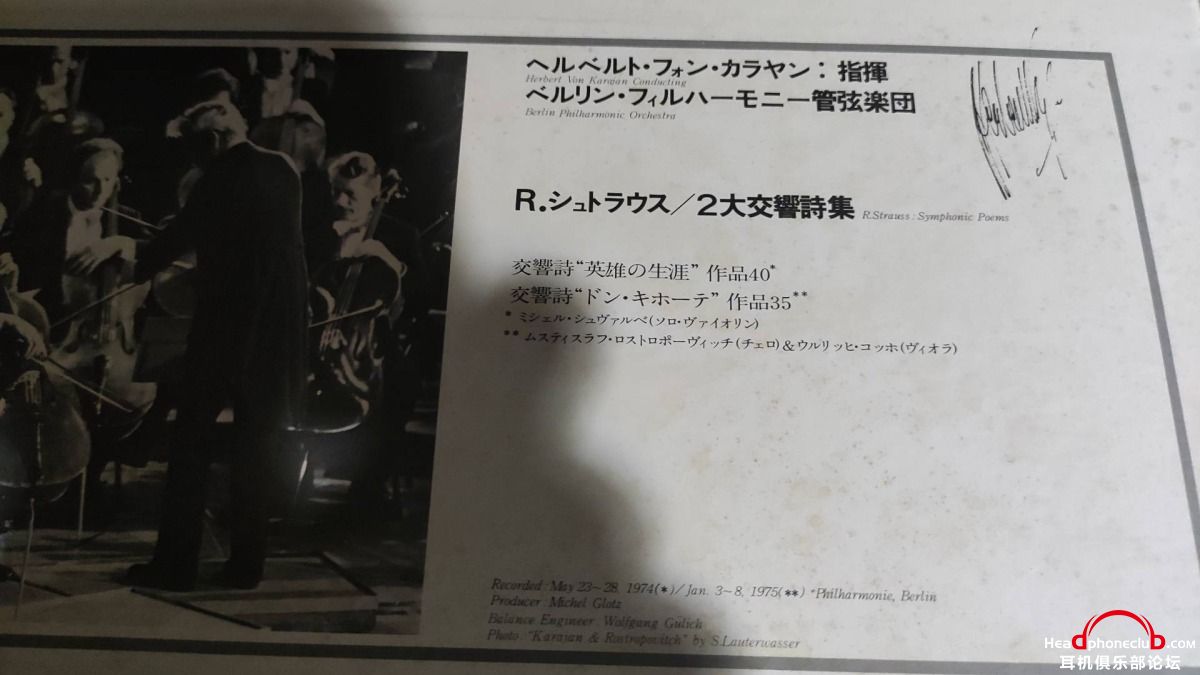 ヘルベルト・フォン・カラヤン：指揮
Herbert Von Karajan Conducting
ベルリン・フィルハーモニー管弦楽団
Berlin Philharmonic Orchestra
R.シュトラウス／2大交響詩集 R.Strauss : Symphonic Poems
交響詩“英雄の生涯” 作品40*
交響詩“ドン・キホーテ” 作品35**
* ミシェル・シュヴァルベ(ソロ・ヴァイオリン)
** ムスティスラフ・ロストロポーヴィッチ(チェロ)&ウルリッヒ・コッホ(ヴィオラ)
Recorded : May 23~28, 1974(*)/Jan. 3~8, 1975(**) *Philharmonie, Berlin
Producer : Michel Glotz
Balance Engineer : Wolfgang Gülich
Photo : "Karajan & Rostropovitch" by S.Lauterwasser
Headphoneclub.com
耳机俱乐部论坛